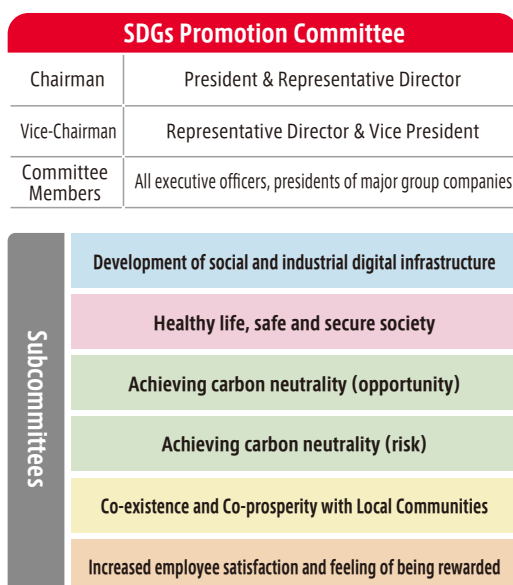 SDGs Promotion Committee
Chairman
President & Representative Director
Vice-Chairman
Representative Director & Vice President
Committee
Members
All executive officers, presidents of major group companies
Subcommittees
Development of social and industrial digital infrastructure
Healthy life, safe and secure society
Achieving carbon neutrality (opportunity)
Achieving carbon neutrality (risk)
Co-existence and Co-prosperity with Local Communities
Increased employee satisfaction and feeling of being rewarded